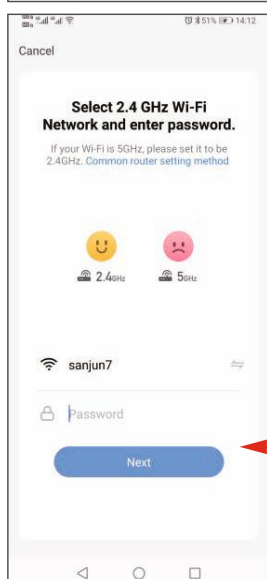 51% 14:12
Cancel
Select 2.4 GHz Wi-Fi
Network and enter password.
If your Wi-Fi is 5GHz, please set it to be
2.4GHz. Common router setting method
2.4GHz 5GHz
sanjun7
Password
Next